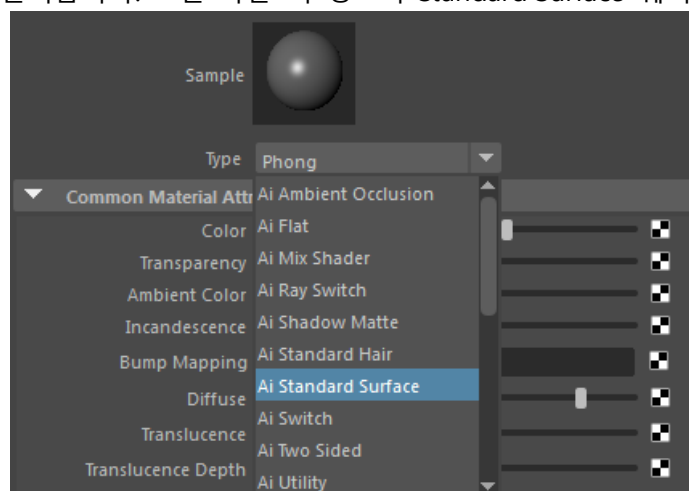 Standard Surface
Sample
Type Phong
Common Material Attr
Ai Ambient Occlusion
Color Ai Flat
Transparency Ai Mix Shader
Ambient Color Ai Ray Switch
Incandescence Ai Shadow Matte
Bump Mapping Ai Standard Hair
Diffuse Ai Standard Surface
Translucence Ai Switch
Ai Two Sided
Translucence Depth Ai Utility